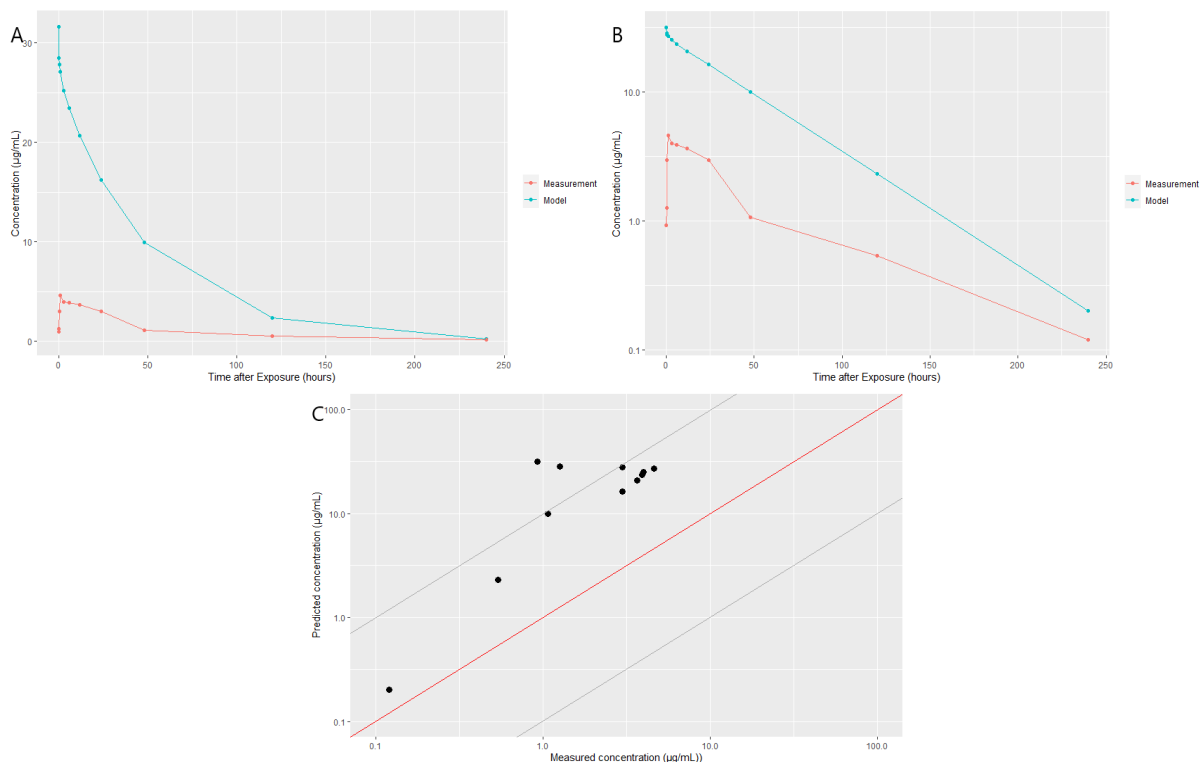 A
30
20
10
0
Concentration (µg/mL)
0 50 100 150 200 250
Time after Exposure (hours)
Measurement
Model
B
10.0
1.0
0.1
Concentration (µg/mL)
0 50 100 150 200 250
Time after Exposure (hours)
Measurement
Model
C
100.0
10.0
1.0
0.1
Predicted concentration (µg/mL)
0.1 1.0 10.0 100.0
Measured concentration (µg/mL))